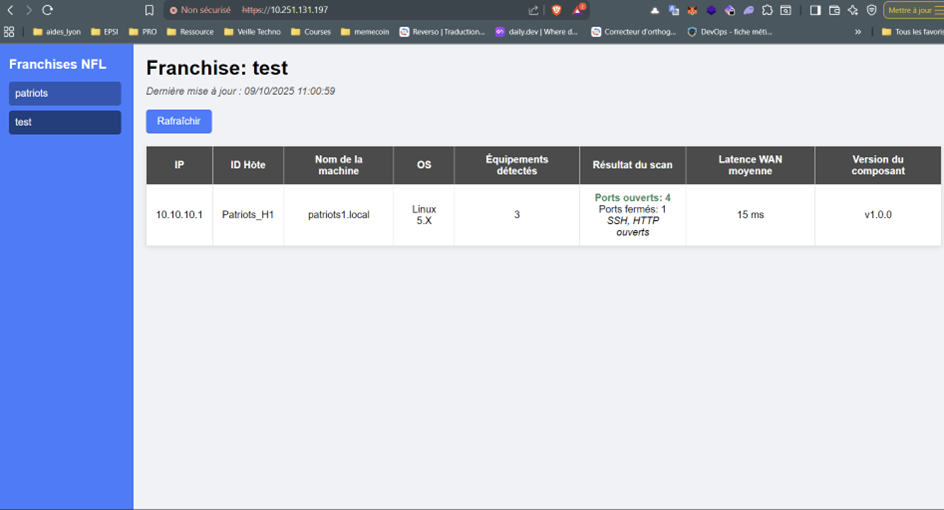 Non sécurisé https://10.251.131.197
Mettre à jour
aides_lyon EPSI PRO Ressource Veille Techno Courses memecoin Reverso | Traduction... daily.dev | Where d... Correcteur d'orthog... DevOps - fiche méti... » Tous les favoris
Franchises NFL
patriots
test
Franchise: test
Dernière mise à jour : 09/10/2025 11:00:59
Rafraîchir
IP ID Hôte Nom de la machine OS Équipements détectés Résultat du scan Latence WAN moyenne Version du composant
10.10.10.1 Patriots_H1 patriots1.local Linux 5.X 3 Ports ouverts: 4 Ports fermés: 1 SSH, HTTP ouverts 15 ms v1.0.0